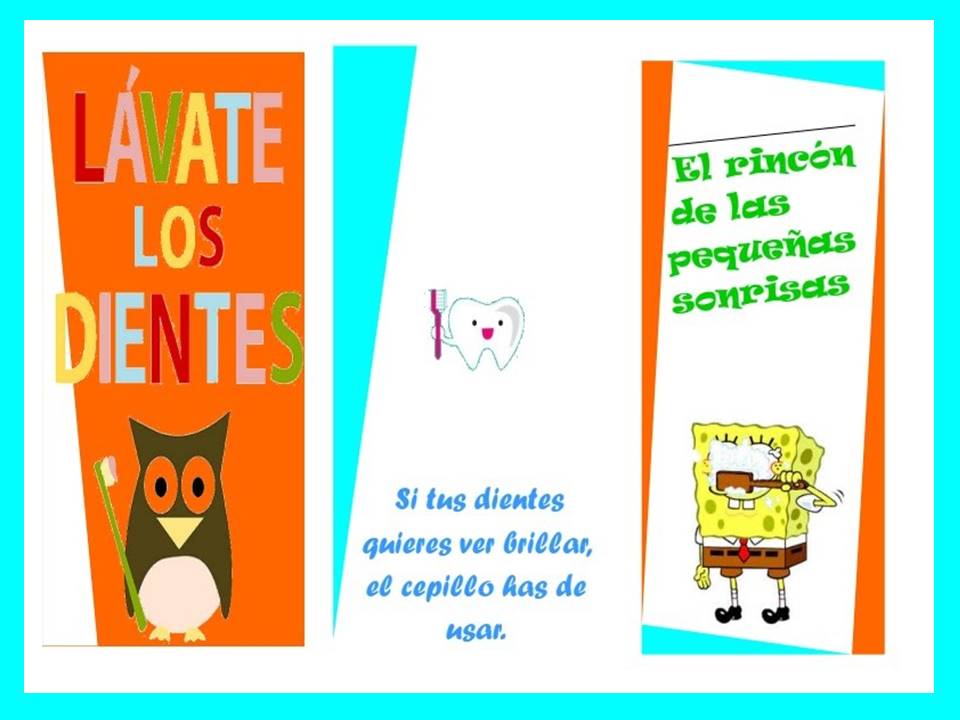 LÁVATE
LOS
DIENTES
Si tus dientes
quieres ver brillar,
el cepillo has de
usar.
El rincón
de las
pequeñas
sonrisas